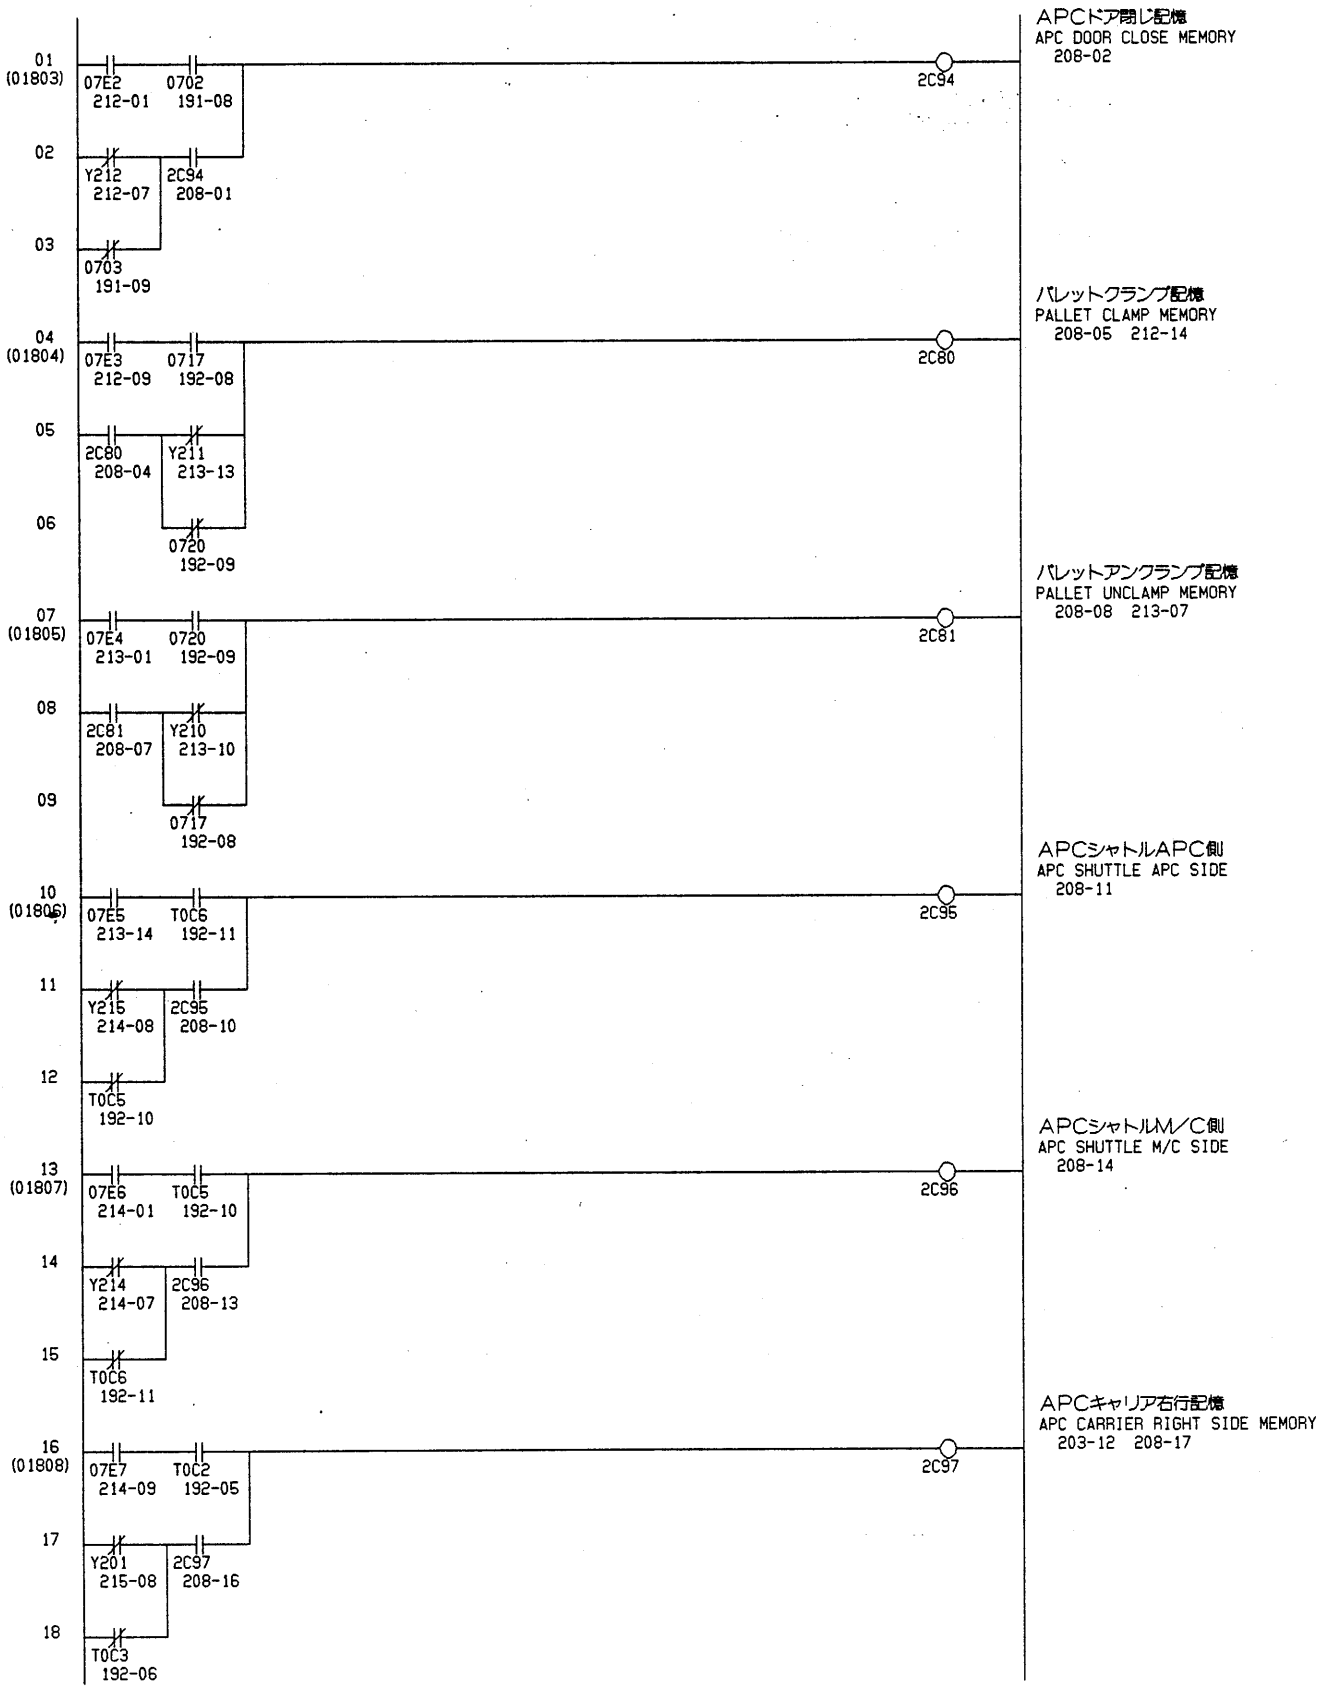 APCドア閉じ記憶
APC DOOR CLOSE MEMORY
208-02
01
(01803)
07E2
212-01
0702
191-08
2C94
02
Y212
212-07
2C94
208-01
03
0703
191-09
パレットクランプ記憶
PALLET CLAMP MEMORY
208-05 212-14
04
(01804)
07E3
212-09
0717
192-08
2C80
05
2C80
208-04
Y211
213-13
06
0720
192-09
パレットアンクランプ記憶
PALLET UNCLAMP MEMORY
208-08 213-07
07
(01805)
07E4
213-01
0720
192-09
2C81
08
2C81
208-07
Y210
213-10
09
0717
192-08
APCシャトルAPC側
APC SHUTTLE APC SIDE
208-11
10
(01806)
07E5
213-14
T0C6
192-11
2C95
11
Y215
214-08
2C95
208-10
12
T0C5
192-10
APCシャトルM/C側
APC SHUTTLE M/C SIDE
208-14
13
(01807)
07E6
214-01
T0C5
192-10
2C96
14
Y214
214-07
2C96
208-13
15
T0C6
192-11
APCキャリア右行記憶
APC CARRIER RIGHT SIDE MEMORY
203-12 208-17
16
(01808)
07E7
214-09
T0C2
192-05
2C97
17
Y201
215-08
2C97
208-16
18
T0C3
192-06